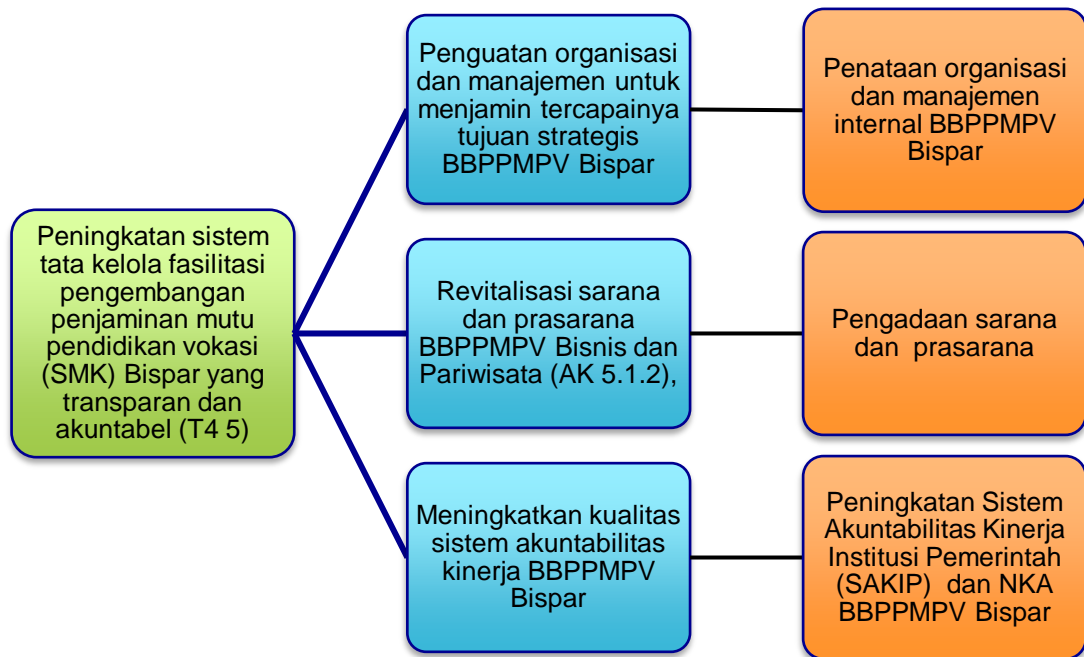 Peningkatan sistem
tata kelola fasilitasi
pengembangan
penjaminan mutu
pendidikan vokasi
(SMK) Bispar yang
transparan dan
akuntabel (T4 5)
Penguatan organisasi
dan manajemen untuk
menjamin tercapainya
tujuan strategis
BBPPMPV Bispar
Penataan organisasi
dan manajemen
internal BBPPMPV
Bispar
Revitalisasi sarana
dan prasarana
BBPPMPV Bisnis dan
Pariwisata (AK 5.1.2),
Pengadaan sarana
dan prasarana
Meningkatkan kualitas
sistem akuntabilitas
kinerja BBPPMPV
Bispar
Peningkatan Sistem
Akuntabilitas Kinerja
Institusi Pemerintah
(SAKIP) dan NKA
BBPPMPV Bispar